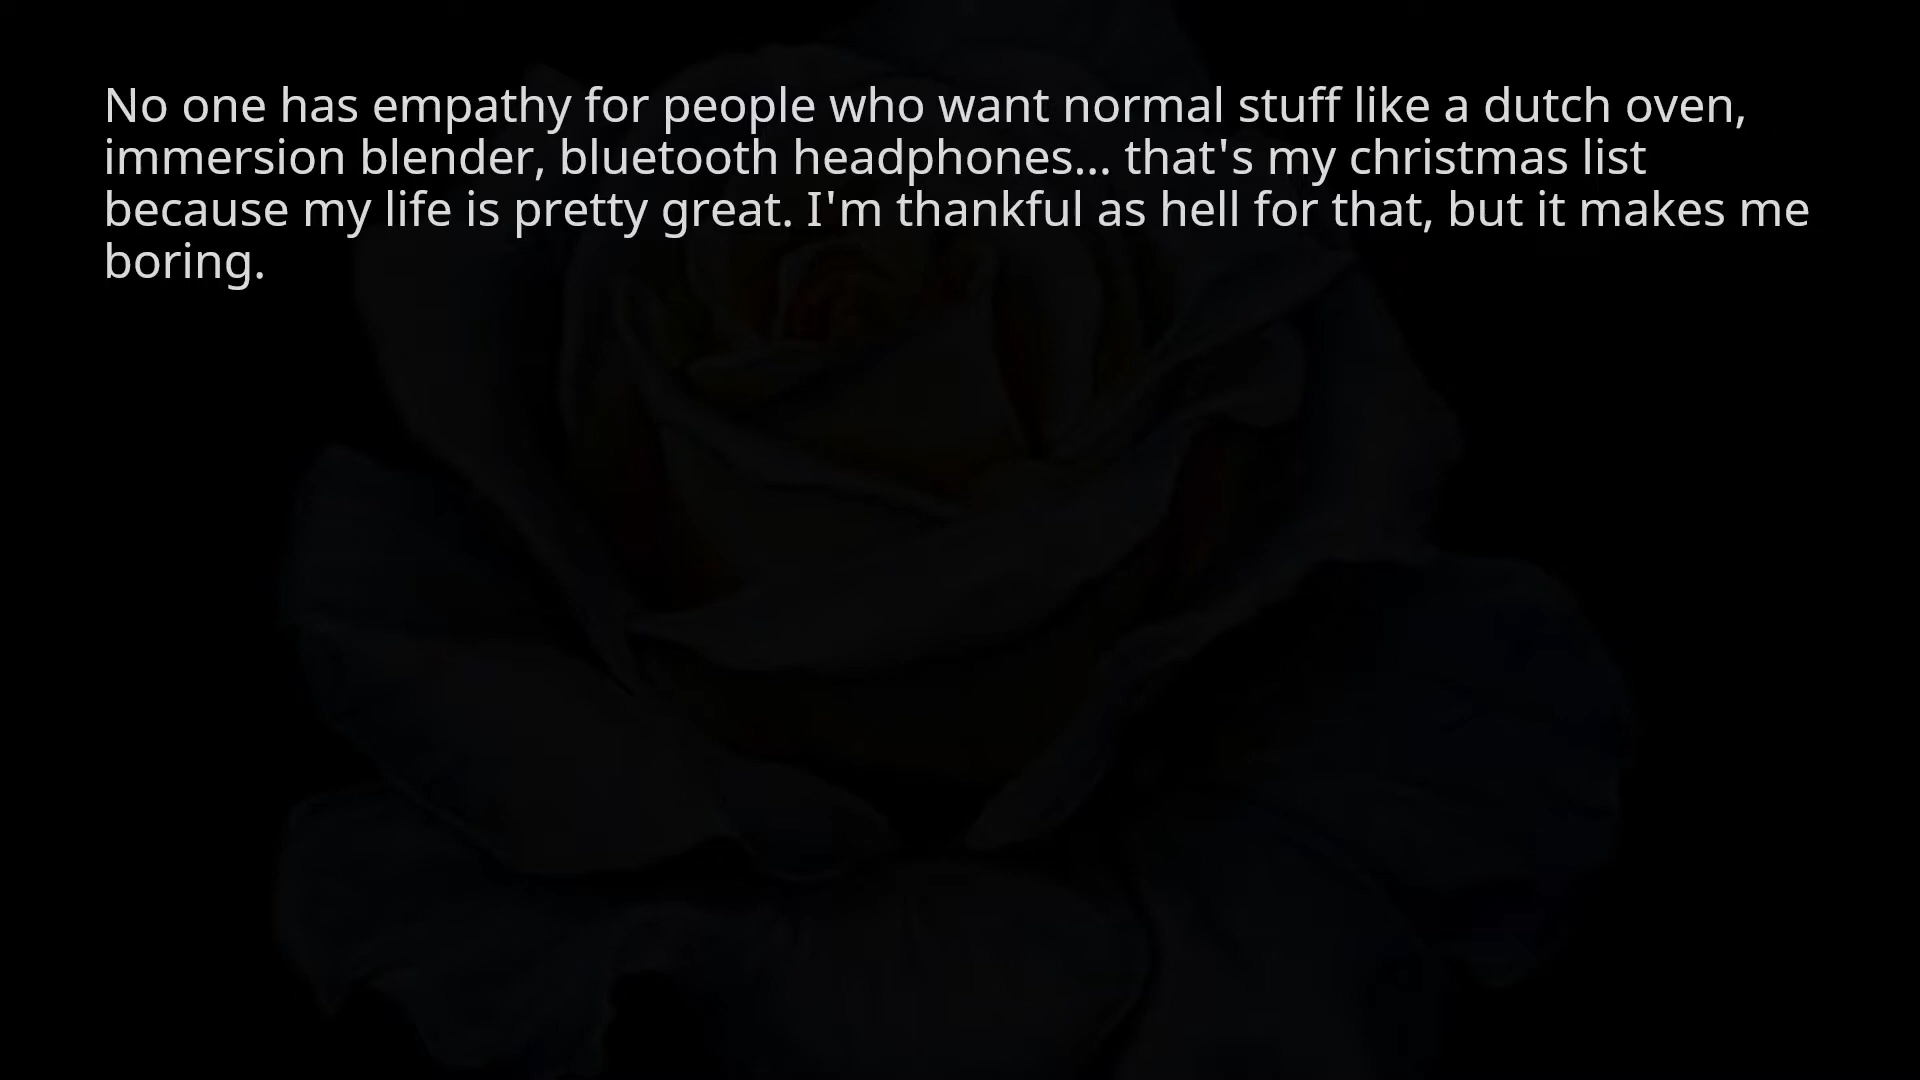 No one has empathy for people who want normal stuff like a dutch oven,
immersion blender, bluetooth headphones... that's my christmas list
because my life is pretty great. I'm thankful as hell for that, but it makes me
boring.